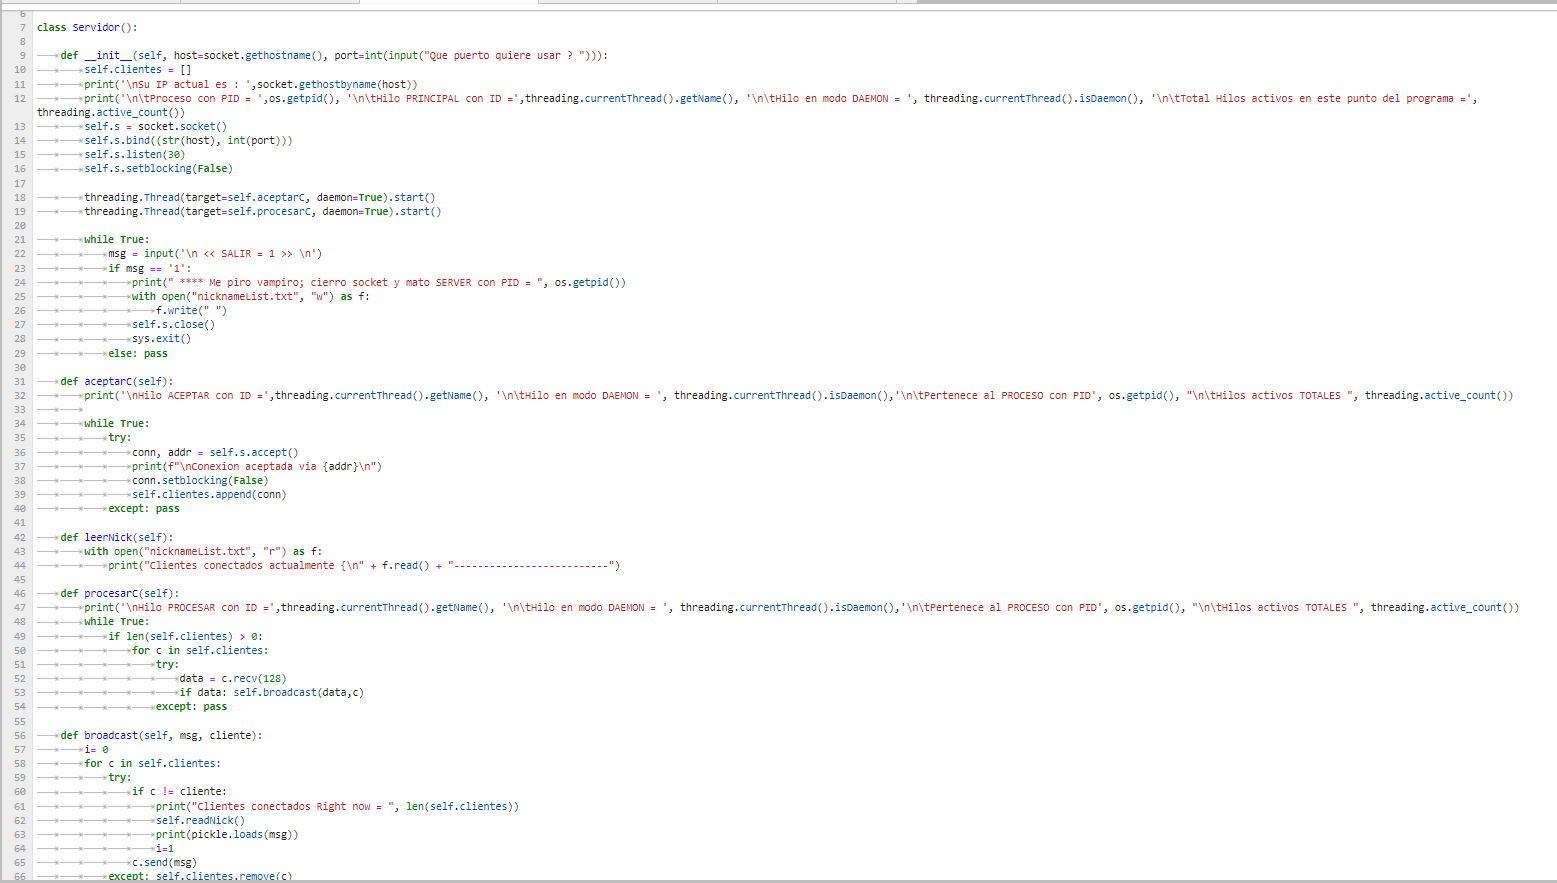 6
7 class Servidor():
8
9 def __init__(self, host=socket.gethostname(), port=int(input("Que puerto quiere usar ? "))):
10 self.clientes = []
11 print('\nSu IP actual es : ',socket.gethostbyname(host))
12 print('\n\tProceso con PID = ',os.getpid(), '\n\tHilo PRINCIPAL con ID =',threading.currentThread().getName(), '\n\tHilo en modo DAEMON = ', threading.currentThread().isDaemon(), '\n\tTotal Hilos activos en este punto del programa =',
threading.active_count())
13 self.s = socket.socket()
14 self.s.bind((str(host), int(port)))
15 self.s.listen(30)
16 self.s.setblocking(False)
17
18 threading.Thread(target=self.aceptarC, daemon=True).start()
19 threading.Thread(target=self.procesarC, daemon=True).start()
20
21 while True:
22 msg = input('\n << SALIR = 1 >> \n')
23 if msg == '1':
24 print(" **** Me piro vampiro; cierro socket y mato SERVER con PID = ", os.getpid())
25 with open("nicknameList.txt", "w") as f:
26 f.write(" ")
27 self.s.close()
28 sys.exit()
29 else: pass
30
31 def aceptarC(self):
32 print('\nHilo ACEPTAR con ID =',threading.currentThread().getName(), '\n\tHilo en modo DAEMON = ', threading.currentThread().isDaemon(),'\n\tPertenece al PROCESO con PID', os.getpid(), "\n\tHilos activos TOTALES ", threading.active_count())
33
34 while True:
35 try:
36 conn, addr = self.s.accept()
37 print(f"\nConexion aceptada via {addr}\n")
38 conn.setblocking(False)
39 self.clientes.append(conn)
40 except: pass
41
42 def leerNick(self):
43 with open("nicknameList.txt", "r") as f:
44 print("Clientes conectados actualmente {\n" + f.read() + "--------------------------")
45
46 def procesarC(self):
47 print('\nHilo PROCESAR con ID =',threading.currentThread().getName(), '\n\tHilo en modo DAEMON = ', threading.currentThread().isDaemon(),'\n\tPertenece al PROCESO con PID', os.getpid(), "\n\tHilos activos TOTALES ", threading.active_count())
48 while True:
49 if len(self.clientes) > 0:
50 for c in self.clientes:
51 try:
52 data = c.recv(128)
53 if data: self.broadcast(data,c)
54 except: pass
55
56 def broadcast(self, msg, cliente):
57 i= 0
58 for c in self.clientes:
59 try:
60 if c != cliente:
61 print("Clientes conectados Right now = ", len(self.clientes))
62 self.readNick()
63 print(pickle.loads(msg))
64 i=1
65 c.send(msg)
66 except: self.clientes.remove(c)